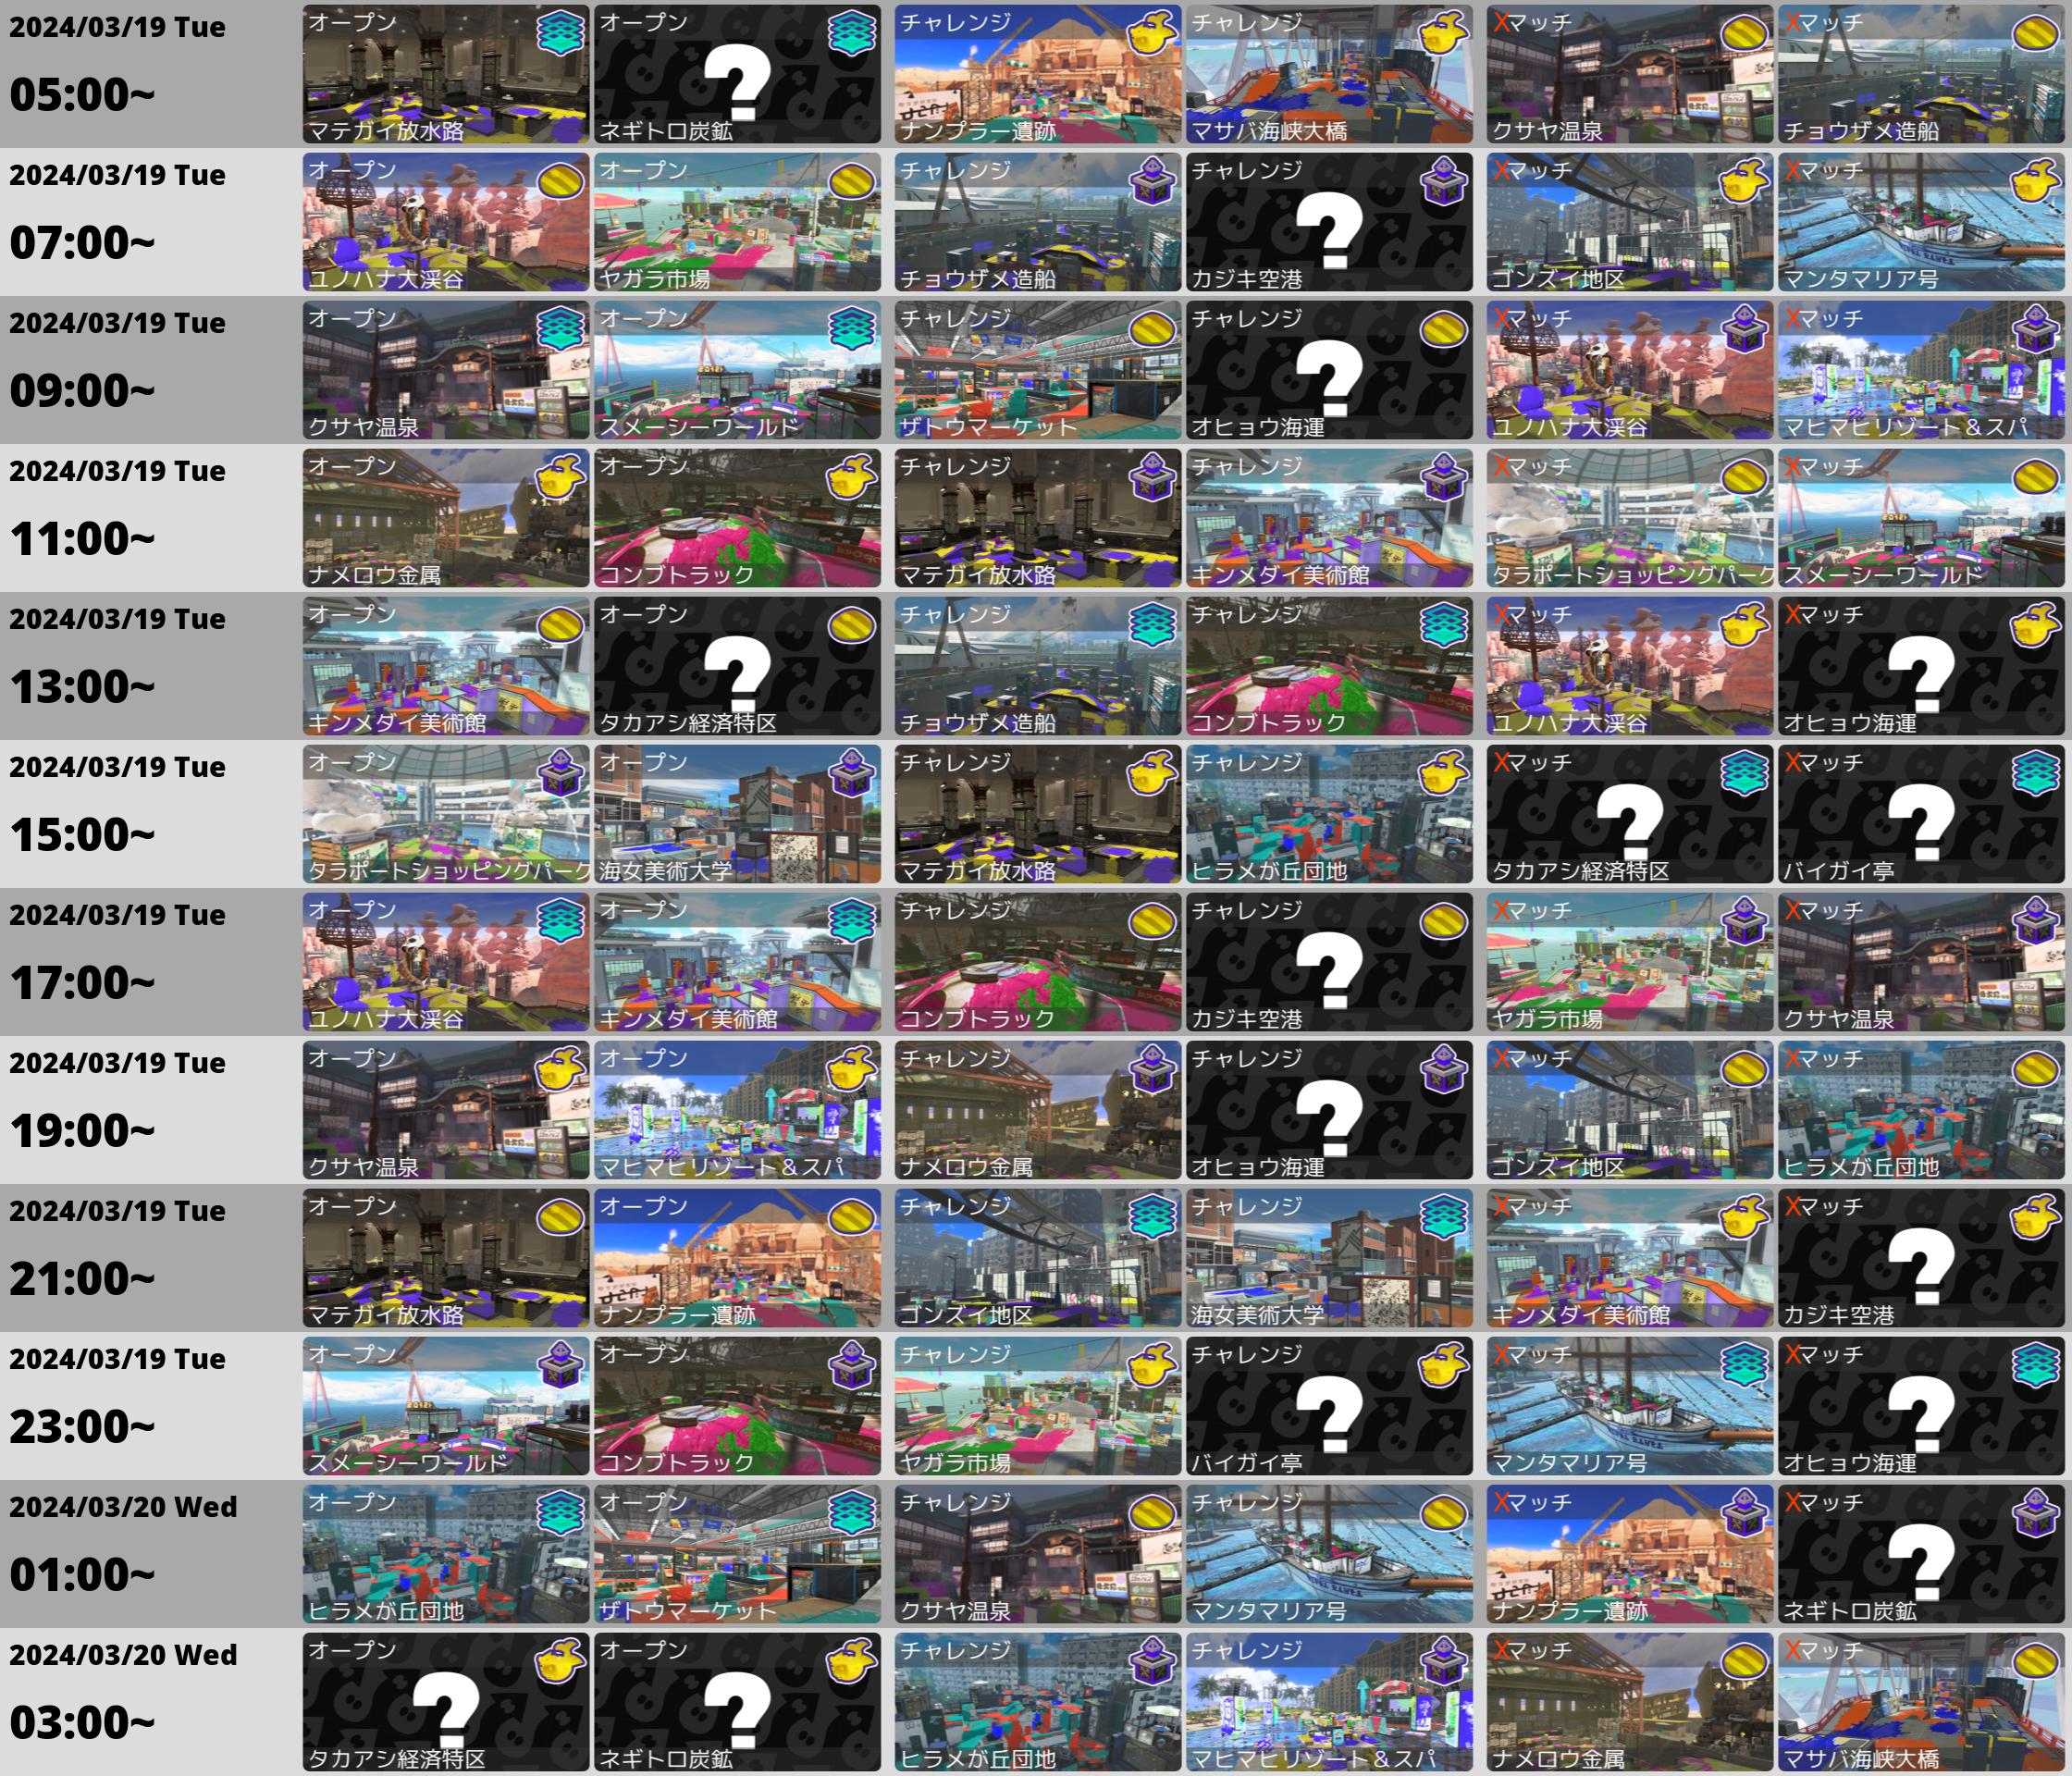 2024/03/19 Tue
05:00~
オープン
マテガイ放水路
オープン
ネギトロ炭鉱
チャレンジ
ナンプラー遺跡
チャレンジ
マサバ海峡大橋
Xマッチ
クサヤ温泉
Xマッチ
チョウザメ造船
2024/03/19 Tue
07:00~
オープン
ユノハナ大渓谷
オープン
ヤガラ市場
チャレンジ
チョウザメ造船
チャレンジ
カジキ空港
Xマッチ
ゴンズイ地区
Xマッチ
マンタマリア号
2024/03/19 Tue
09:00~
オープン
クサヤ温泉
オープン
スメーシーワールド
チャレンジ
ザトウマーケット
チャレンジ
オヒョウ海運
Xマッチ
ユノハナ大渓谷
Xマッチ
マヒマヒリゾート＆スパ
2024/03/19 Tue
11:00~
オープン
ナメロウ金属
オープン
コンブトラック
チャレンジ
マテガイ放水路
チャレンジ
キンメダイ美術館
Xマッチ
タラポートショッピングパーク
Xマッチ
スメーシーワールド
2024/03/19 Tue
13:00~
オープン
キンメダイ美術館
オープン
タカアシ経済特区
チャレンジ
チョウザメ造船
チャレンジ
コンブトラック
Xマッチ
ユノハナ大渓谷
Xマッチ
オヒョウ海運
2024/03/19 Tue
15:00~
オープン
タラポートショッピングパーク
オープン
海女美術大学
チャレンジ
マテガイ放水路
チャレンジ
ヒラメが丘団地
Xマッチ
タカアシ経済特区
Xマッチ
バイガイ亭
2024/03/19 Tue
17:00~
オープン
ユノハナ大渓谷
オープン
キンメダイ美術館
チャレンジ
コンブトラック
チャレンジ
カジキ空港
Xマッチ
ヤガラ市場
Xマッチ
クサヤ温泉
2024/03/19 Tue
19:00~
オープン
クサヤ温泉
オープン
マヒマヒリゾート＆スパ
チャレンジ
ナメロウ金属
チャレンジ
オヒョウ海運
Xマッチ
ゴンズイ地区
Xマッチ
ヒラメが丘団地
2024/03/19 Tue
21:00~
オープン
マテガイ放水路
オープン
ナンプラー遺跡
チャレンジ
ゴンズイ地区
チャレンジ
海女美術大学
Xマッチ
キンメダイ美術館
Xマッチ
カジキ空港
2024/03/19 Tue
23:00~
オープン
スメーシーワールド
オープン
コンブトラック
チャレンジ
ヤガラ市場
チャレンジ
バイガイ亭
Xマッチ
マンタマリア号
Xマッチ
オヒョウ海運
2024/03/20 Wed
01:00~
オープン
ヒラメが丘団地
オープン
ザトウマーケット
チャレンジ
クサヤ温泉
チャレンジ
マンタマリア号
Xマッチ
ナンプラー遺跡
Xマッチ
ネギトロ炭鉱
2024/03/20 Wed
03:00~
オープン
タカアシ経済特区
オープン
ネギトロ炭鉱
チャレンジ
ヒラメが丘団地
チャレンジ
マヒマヒリゾート＆スパ
Xマッチ
ナメロウ金属
Xマッチ
マサバ海峡大橋